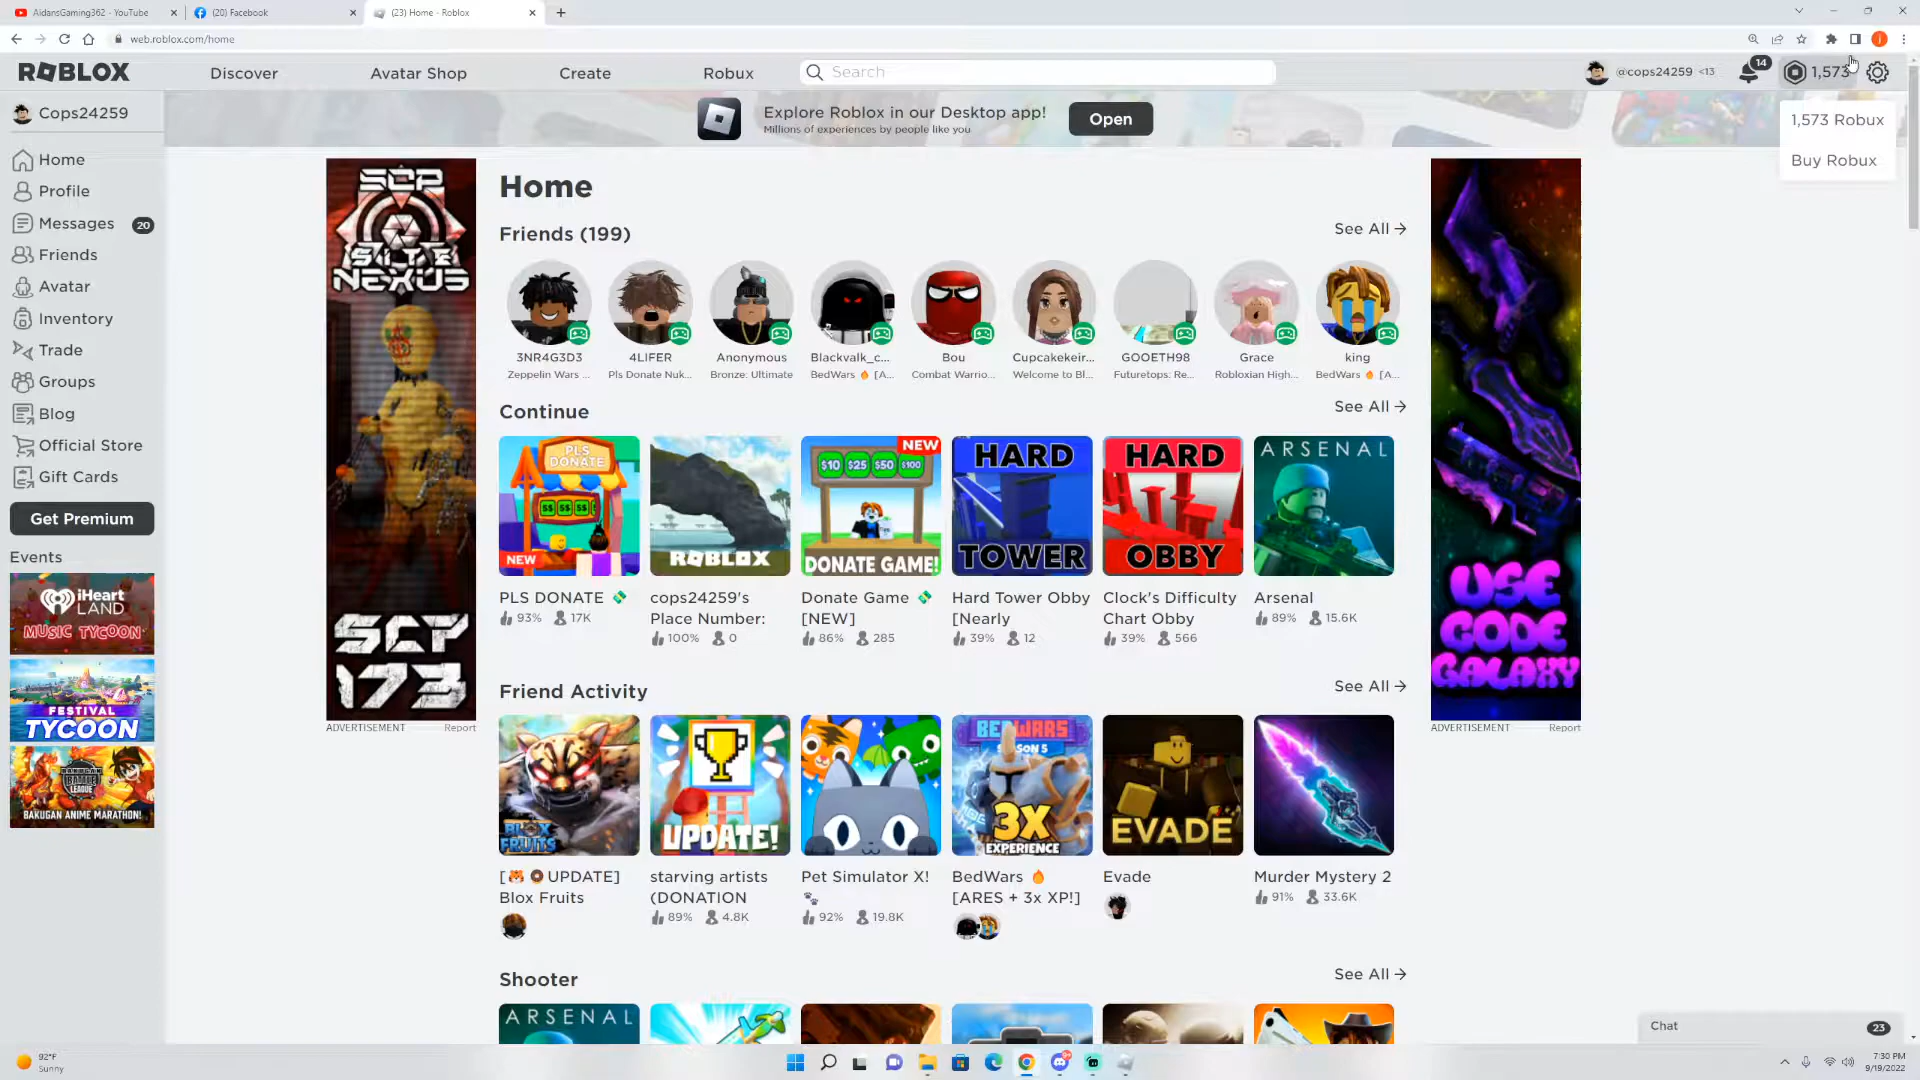 AidansGaming362 - YouTube
(20) Facebook
(23) Home - Roblox
web.roblox.com/home
ROBLOX
Discover
Avatar Shop
Create
Robux
Search
@cops24259 <13
14
1,573
1,573 Robux
Buy Robux
Cops24259
Explore Roblox in our Desktop app!
Millions of experiences by people like you
Open
Home
Profile
Messages
20
Friends
Avatar
Inventory
Trade
Groups
Blog
Official Store
Gift Cards
Get Premium
Events
iHeart
LAND
MUSIC TYCOON
FESTIVAL
TYCOON
BAKUGAN
BATTLE
LEAGUE
BAKUGAN ANIME MARATHON!
SCP
SITE
NEXUS
SCP
173
ADVERTISEMENT
Report
Home
Friends (199)
See All
3NR4G3D3
Zeppelin Wars ...
4LIFER
Pls Donate Nuk...
Anonymous
Bronze: Ultimate
Blackvalk_c...
BedWars 🔥 [A...
Bou
Combat Warrio...
Cupcakekeir...
Welcome to Bl...
GOOETH98
Futuretops: Re...
Grace
Robloxian High...
king
BedWars 🔥 [A...
Continue
See All
PLS
DONATE
$$ $$ $$
NEW
ROBLOX
NEW
$10 $25 $50 $100
DONATE GAME!
HARD
TOWER
HARD
OBBY
ARSENAL
PLS DONATE 💸
93% 17K
cops24259's
Place Number:
100% 0
Donate Game 💸
[NEW]
86% 285
Hard Tower Obby
[Nearly
39% 12
Clock's Difficulty
Chart Obby
39% 566
Arsenal
89% 15.6K
Friend Activity
See All
BLOX
FRUITS
UPDATE!
BEDWARS
SEASON 5
3X
EXPERIENCE
EVADE
[🐯 🍩UPDATE]
Blox Fruits
starving artists
(DONATION
89% 4.8K
Pet Simulator X!
🐾
92% 19.8K
BedWars 🔥
[ARES + 3x XP!]
Evade
Murder Mystery 2
91% 33.6K
Shooter
See All
ARSENAL
USE
CODE
GALAXY
ADVERTISEMENT
Report
Chat
23
92°F
Sunny
7:30 PM
9/19/2022